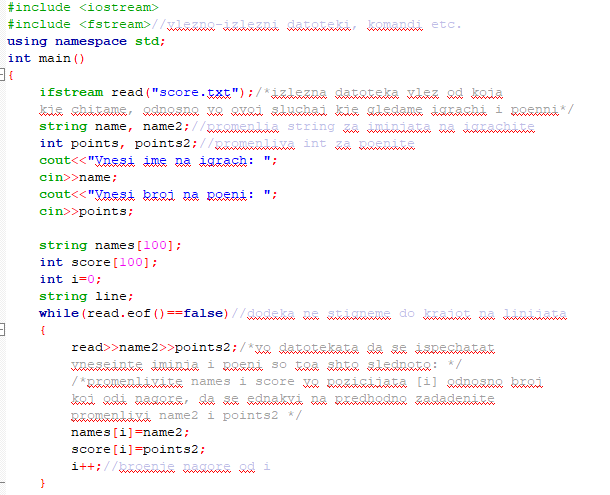 #include <iostream>
#include <fstream>//vlezno-izlezni datoteki, komandi etc.
using namespace std;
int main()
{
ifstream read("score.txt");/*izlezna datoteka vlez od koja
kje chitame, odnosno vo ovoj sluchaj kje gledame igrachi i poenni*/
string name, name2;//promenlia string za iminjata na igrachite
int points, points2;//promenliva int za poenite
cout<<"Vnesi ime na igrach: ";
cin>>name;
cout<<"Vnesi broj na poeni: ";
cin>>points;
string names[100];
int score[100];
int i=0;
string line;
while(read.eof()==false)//dodeka ne stigneme do krajot na linijata
{
read>>name2>>points2;/*vo datotekata da se ispechatat
vneseinte iminja i poeni so toa shto slednoto: */
/*promenlivite names i score vo pozicijata [i] odnosno broj
koj odi nagore, da se ednakvi na predhodno zadadenite
promenlivi name2 i points2 */
names[i]=name2;
score[i]=points2;
i++;//broenje nagore od i
}